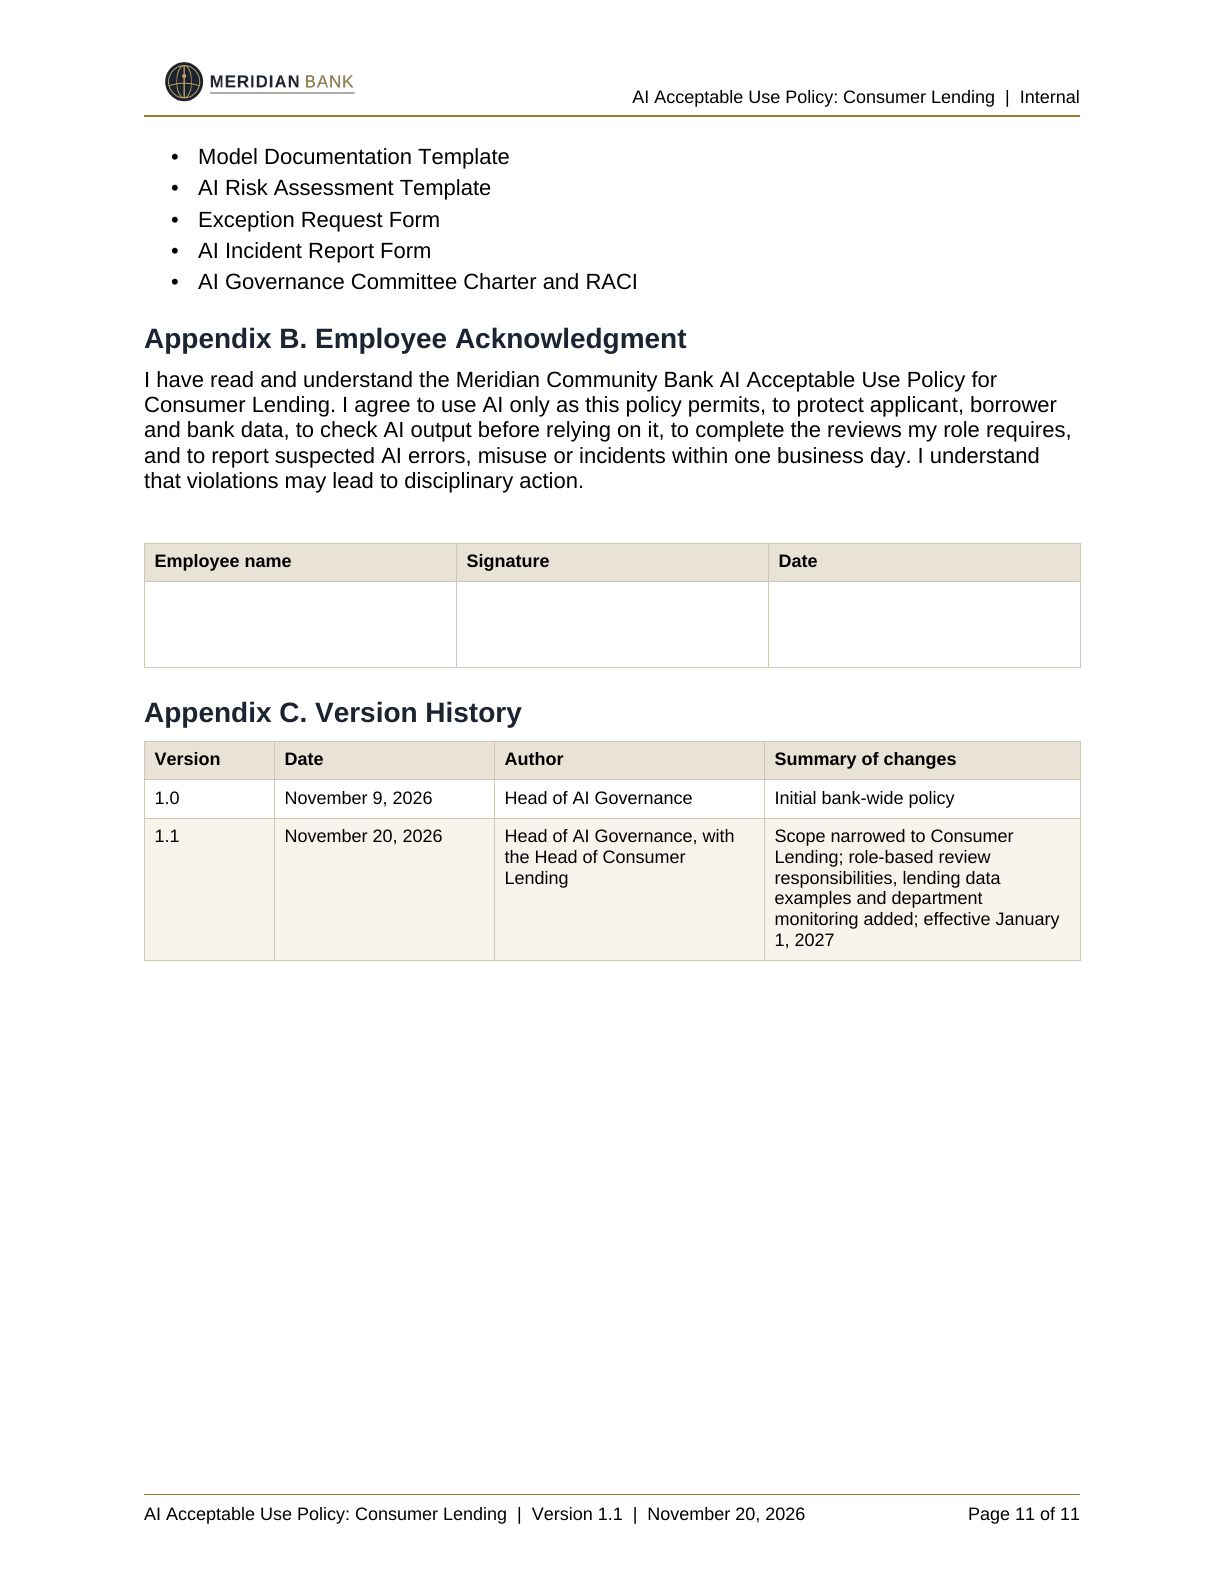 MERIDIAN BANK
AI Acceptable Use Policy: Consumer Lending | Internal
• Model Documentation Template
• AI Risk Assessment Template
• Exception Request Form
• AI Incident Report Form
• AI Governance Committee Charter and RACI
Appendix B. Employee Acknowledgment
I have read and understand the Meridian Community Bank AI Acceptable Use Policy for
Consumer Lending. I agree to use AI only as this policy permits, to protect applicant, borrower
and bank data, to check AI output before relying on it, to complete the reviews my role requires,
and to report suspected AI errors, misuse or incidents within one business day. I understand
that violations may lead to disciplinary action.
Employee name
Signature
Date
Appendix C. Version History
Version
Date
Author
Summary of changes
1.0
November 9, 2026
Head of AI Governance
Initial bank-wide policy
1.1
November 20, 2026
Head of AI Governance, with
the Head of Consumer
Lending
Scope narrowed to Consumer
Lending; role-based review
responsibilities, lending data
examples and department
monitoring added; effective January
1, 2027
AI Acceptable Use Policy: Consumer Lending | Version 1.1 | November 20, 2026
Page 11 of 11